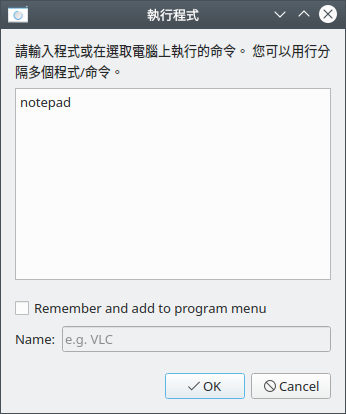 執行程式
請輸入程式或在選取電腦上執行的命令。 您可以用行分
隔多個程式/命令。
notepad
Remember and add to program menu
Name: e.g. VLC
OK Cancel